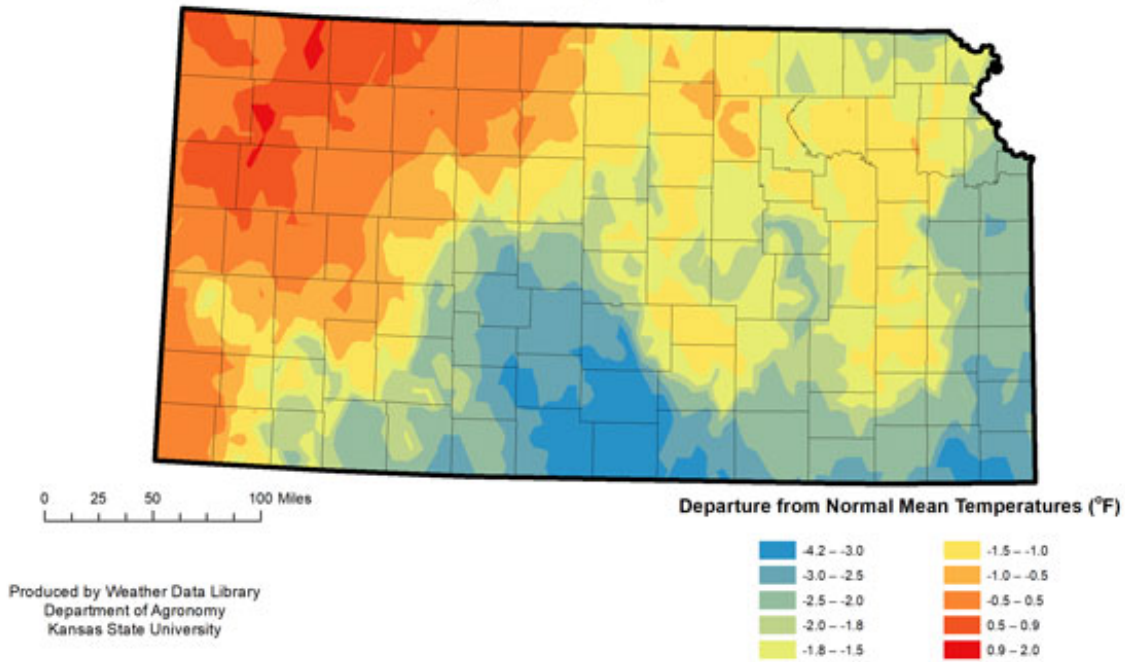 0 25 50 100 Miles
Departure from Normal Mean Temperatures (°F)
-4.2 – -3.0
-3.0 – -2.5
-2.5 – -2.0
-2.0 – -1.8
-1.8 – -1.5
-1.5 – -1.0
-1.0 – -0.5
-0.5 – 0.5
0.5 – 0.9
0.9 – 2.0
Produced by Weather Data Library
Department of Agronomy
Kansas State University